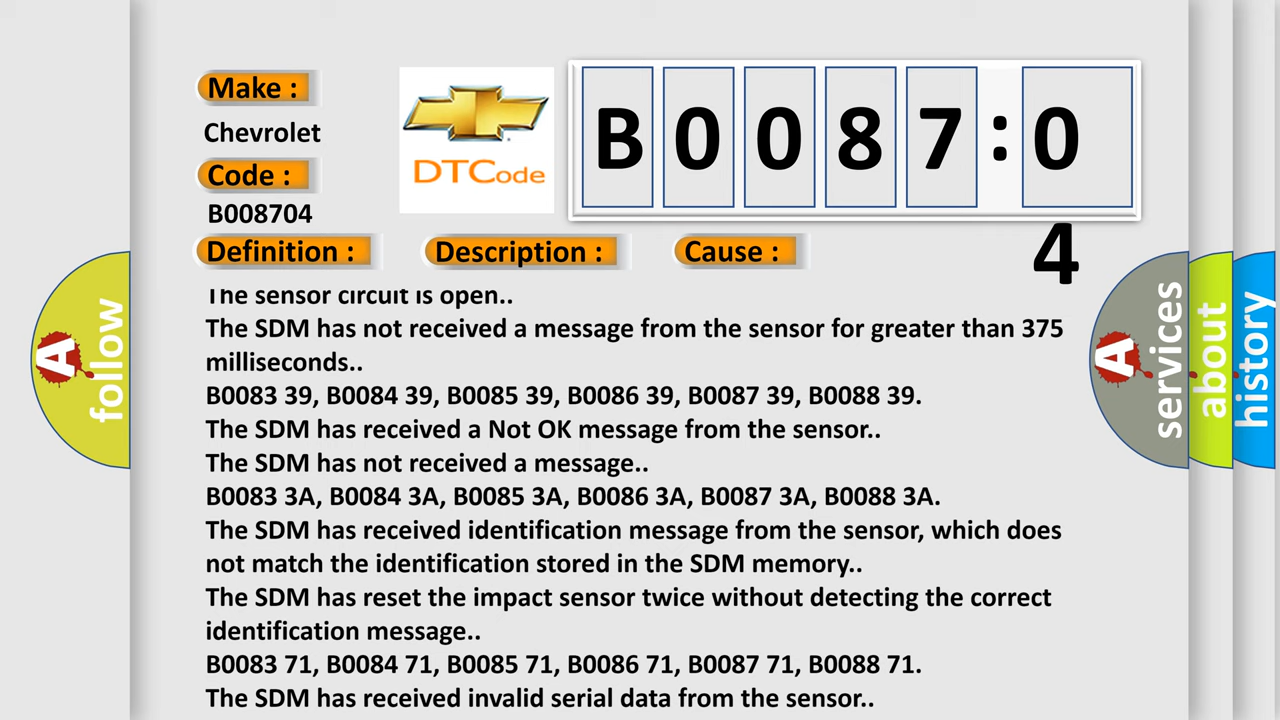 Make :
Chevrolet
Code :
B008704
DTCode
B0087:04
Definition :
Description :
Cause :
The sensor circuit is open..
The SDM has not received a message from the sensor for greater than 375
milliseconds..
B0083 39, B0084 39, B0085 39, B0086 39, B0087 39, B0088 39.
The SDM has received a Not OK message from the sensor..
The SDM has not received a message..
B0083 3A, B0084 3A, B0085 3A, B0086 3A, B0087 3A, B0088 3A.
The SDM has received identification message from the sensor, which does
not match the identification stored in the SDM memory..
The SDM has reset the impact sensor twice without detecting the correct
identification message..
B0083 71, B0084 71, B0085 71, B0086 71, B0087 71, B0088 71.
The SDM has received invalid serial data from the sensor..
A
follow
A
services
about
history